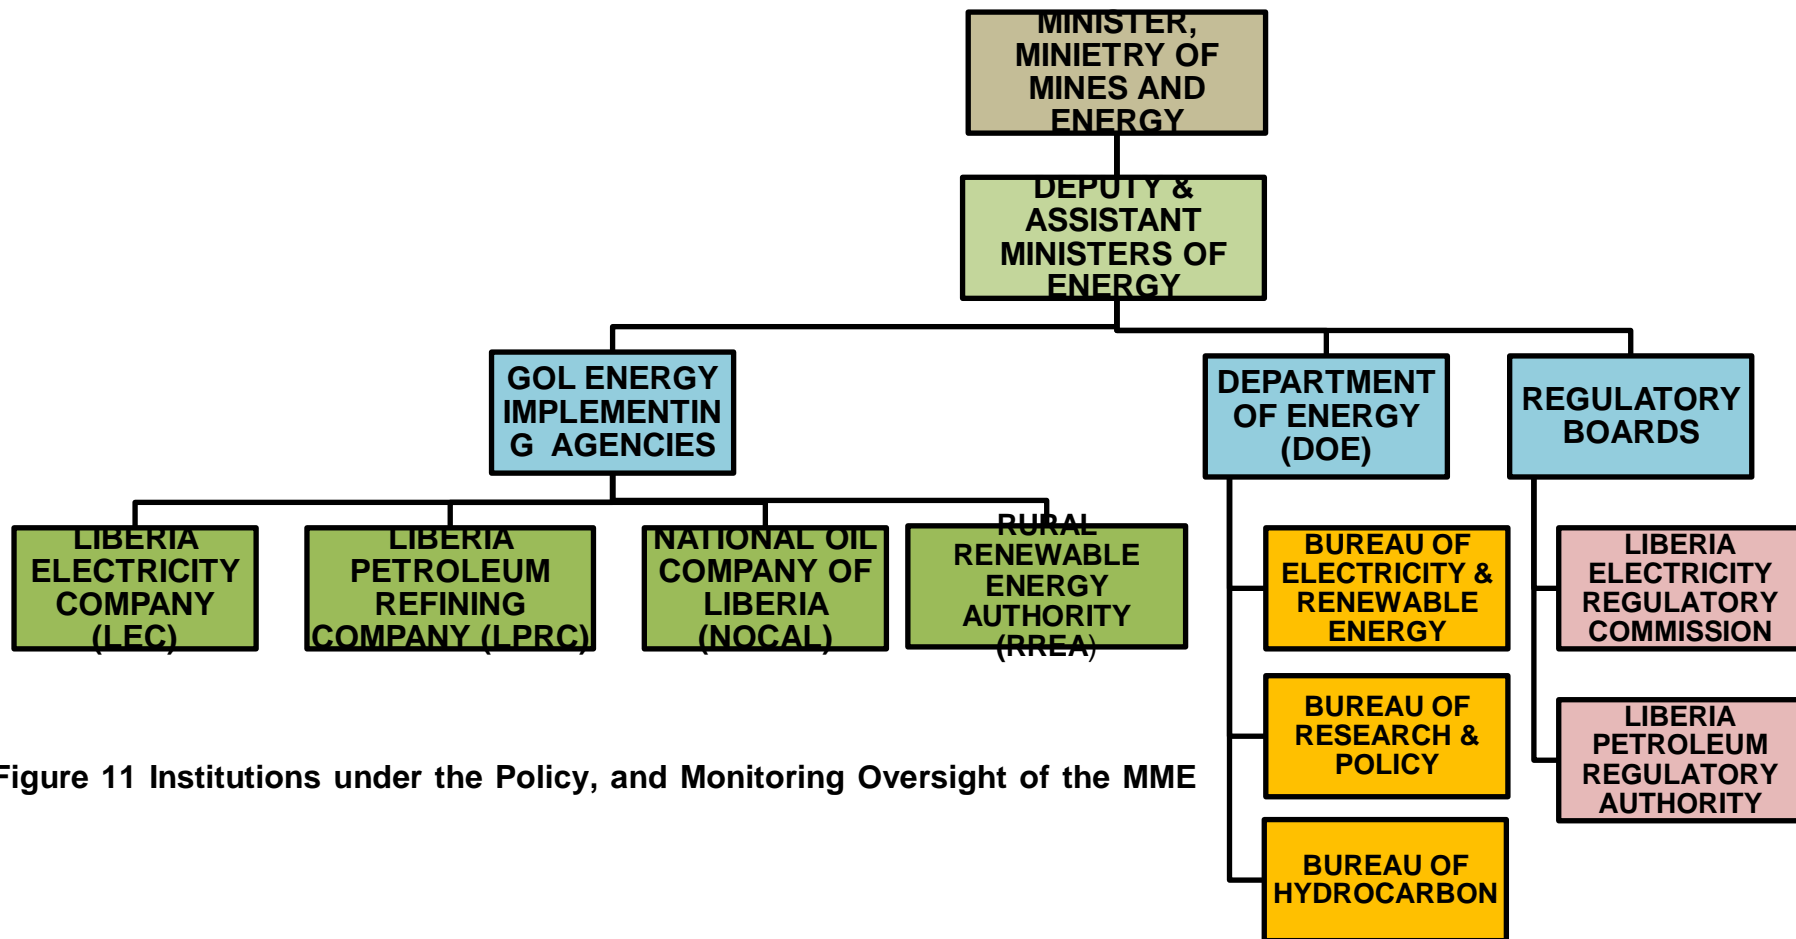 MINISTER,
MINIETRY OF
MINES AND
ENERGY
DEPUTY &
ASSISTANT
MINISTERS OF
ENERGY
GOL ENERGY
IMPLEMENTIN
G AGENCIES
DEPARTMENT
OF ENERGY
(DOE)
REGULATORY
BOARDS
LIBERIA
ELECTRICITY
COMPANY
(LEC)
LIBERIA
PETROLEUM
REFINING
COMPANY (LPRC)
NATIONAL OIL
COMPANY OF
LIBERIA
(NOCAL)
RURAL
RENEWABLE
ENERGY
AUTHORITY
(RREA)
BUREAU OF
ELECTRICITY &
RENEWABLE
ENERGY
LIBERIA
ELECTRICITY
REGULATORY
COMMISSION
BUREAU OF
RESEARCH &
POLICY
LIBERIA
PETROLEUM
REGULATORY
AUTHORITY
BUREAU OF
HYDROCARBON
Figure 11 Institutions under the Policy, and Monitoring Oversight of the MME